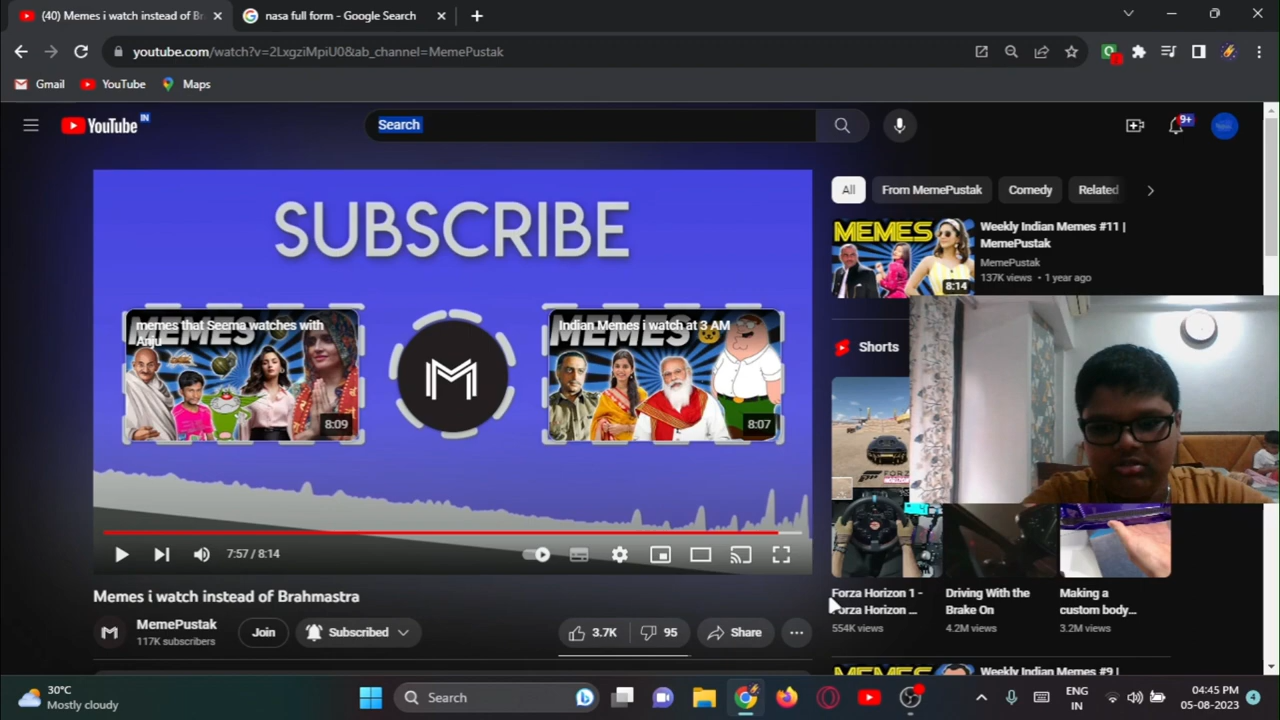 (40) Memes i watch instead of Br
nasa full form - Google Search
youtube.com/watch?v=2LxgziMpiU0&ab_channel=MemePustak
Gmail
YouTube
Maps
YouTube IN
Search
9+
SUBSCRIBE
memes that Seema watches with
Anju
MEMES
8:09
Indian Memes i watch at 3 AM
MEMES
8:07
7:57 / 8:14
Memes i watch instead of Brahmastra
MemePustak
117K subscribers
Join
Subscribed
3.7K
95
Share
All
From MemePustak
Comedy
Related
MEMES
8:14
Weekly Indian Memes #11 |
MemePustak
MemePustak
137K views • 1 year ago
Shorts
Forza Horizon 1 -
Forza Horizon ...
554K views
Driving With the
Brake On
4.2M views
Making a
custom body...
3.2M views
Weekly Indian Memes #9 |
30°C
Mostly cloudy
Search
ENG
IN
04:45 PM
05-08-2023
4